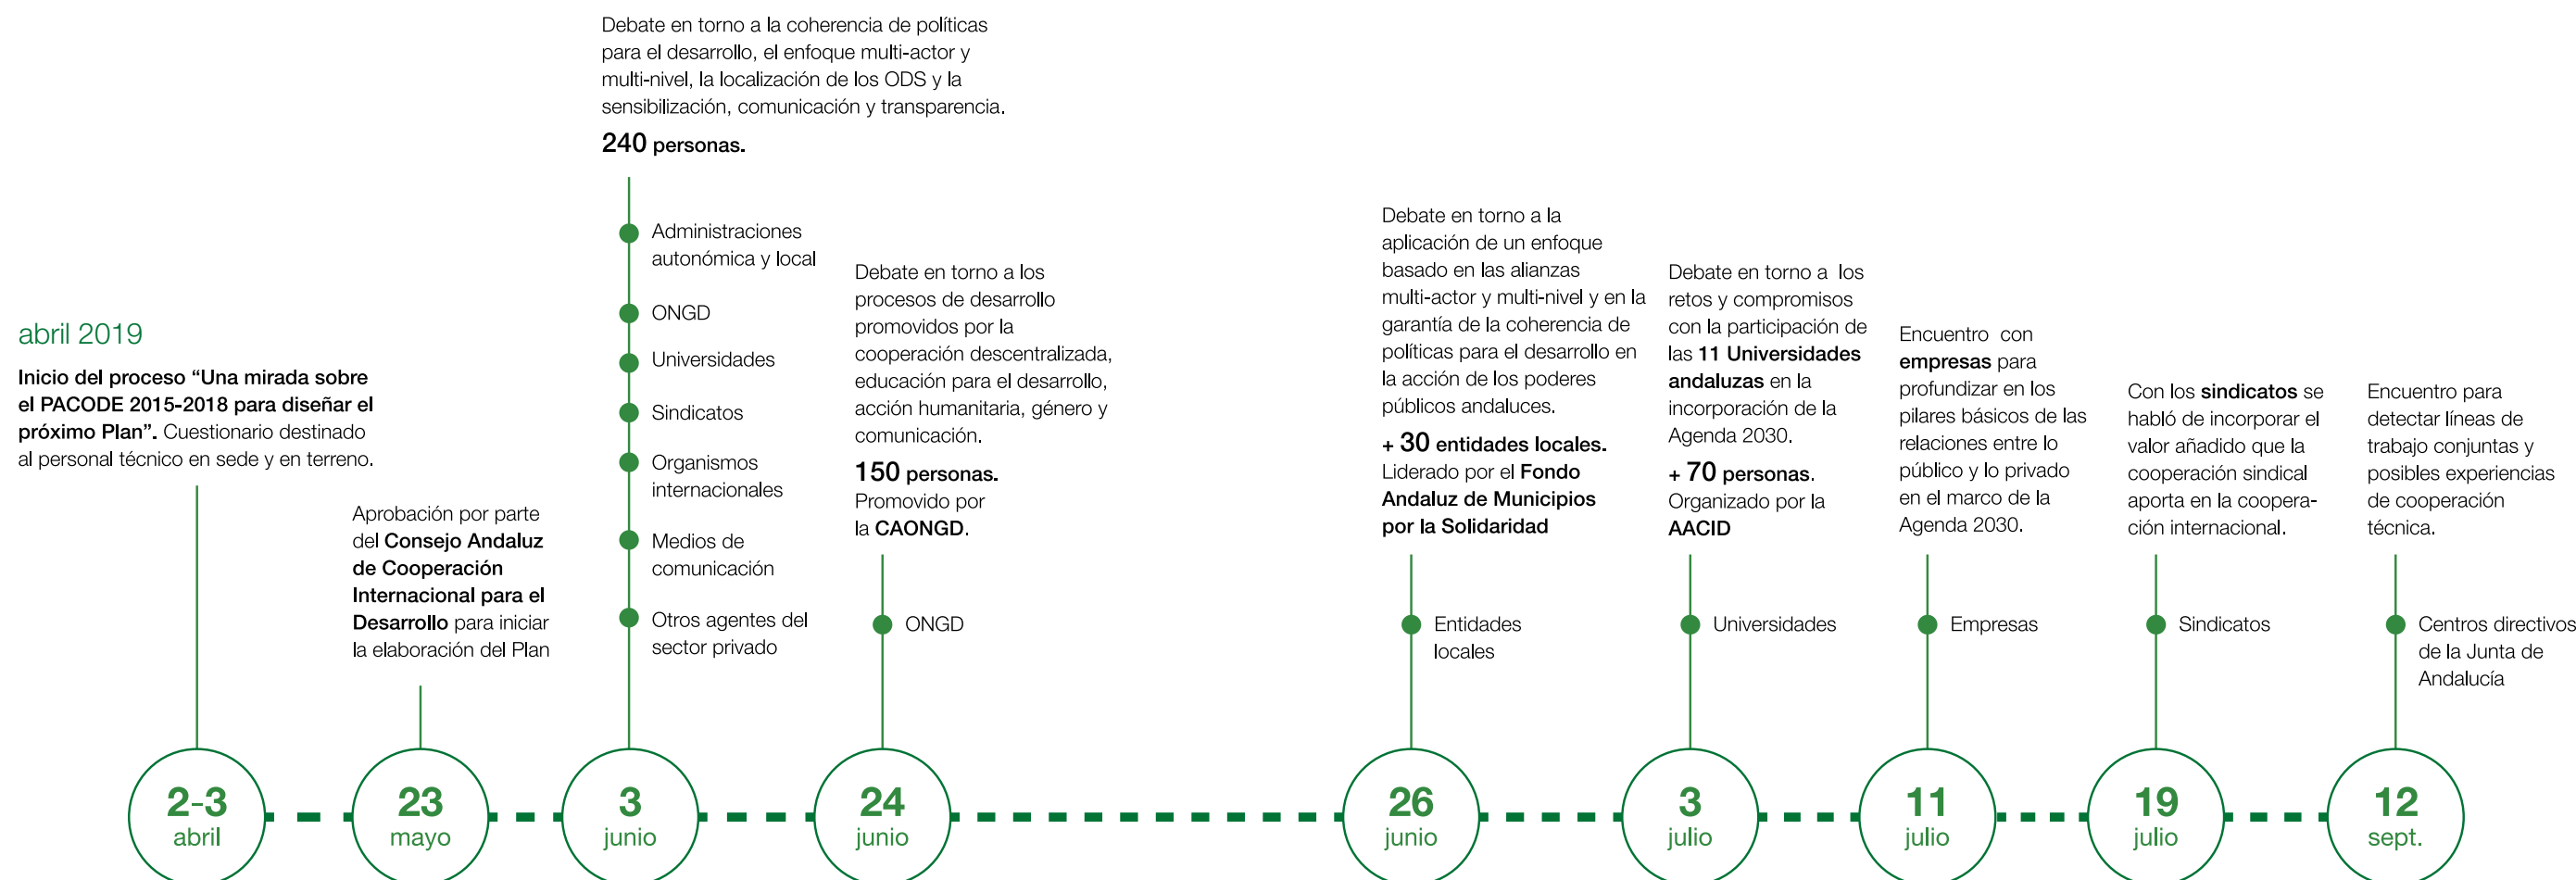 abril 2019
Inicio del proceso “Una mirada sobre
el PACODE 2015-2018 para diseñar el
próximo Plan”. Cuestionario destinado
al personal técnico en sede y en terreno.
2-3
abril
Aprobación por parte
del Consejo Andaluz
de Cooperación
Internacional para el
Desarrollo para iniciar
la elaboración del Plan
23
mayo
Debate en torno a la coherencia de políticas
para el desarrollo, el enfoque multi-actor y
multi-nivel, la localización de los ODS y la
sensibilización, comunicación y transparencia.
240 personas.
Administraciones
autonómica y local
ONGD
Universidades
Sindicatos
Organismos
internacionales
Medios de
comunicación
Otros agentes del
sector privado
3
junio
Debate en torno a los
procesos de desarrollo
promovidos por la
cooperación descentralizada,
educación para el desarrollo,
acción humanitaria, género y
comunicación.
150 personas.
Promovido por
la CAONGD.
ONGD
24
junio
Debate en torno a la
aplicación de un enfoque
basado en las alianzas
multi-actor y multi-nivel y en la
garantía de la coherencia de
políticas para el desarrollo en
la acción de los poderes
públicos andaluces.
+ 30 entidades locales.
Liderado por el Fondo
Andaluz de Municipios
por la Solidaridad
Entidades
locales
26
junio
Debate en torno a los
retos y compromisos
con la participación de
las 11 Universidades
andaluzas en la
incorporación de la
Agenda 2030.
+ 70 personas.
Organizado por la
AACID
Universidades
3
julio
Encuentro con
empresas para
profundizar en los
pilares básicos de las
relaciones entre lo
público y lo privado
en el marco de la
Agenda 2030.
Empresas
11
julio
Con los sindicatos se
habló de incorporar el
valor añadido que la
cooperación sindical
aporta en la coopera-
ción internacional.
Sindicatos
19
julio
Encuentro para
detectar líneas de
trabajo conjuntas y
posibles experiencias
de cooperación
técnica.
Centros directivos
de la Junta de
Andalucía
12
sept.